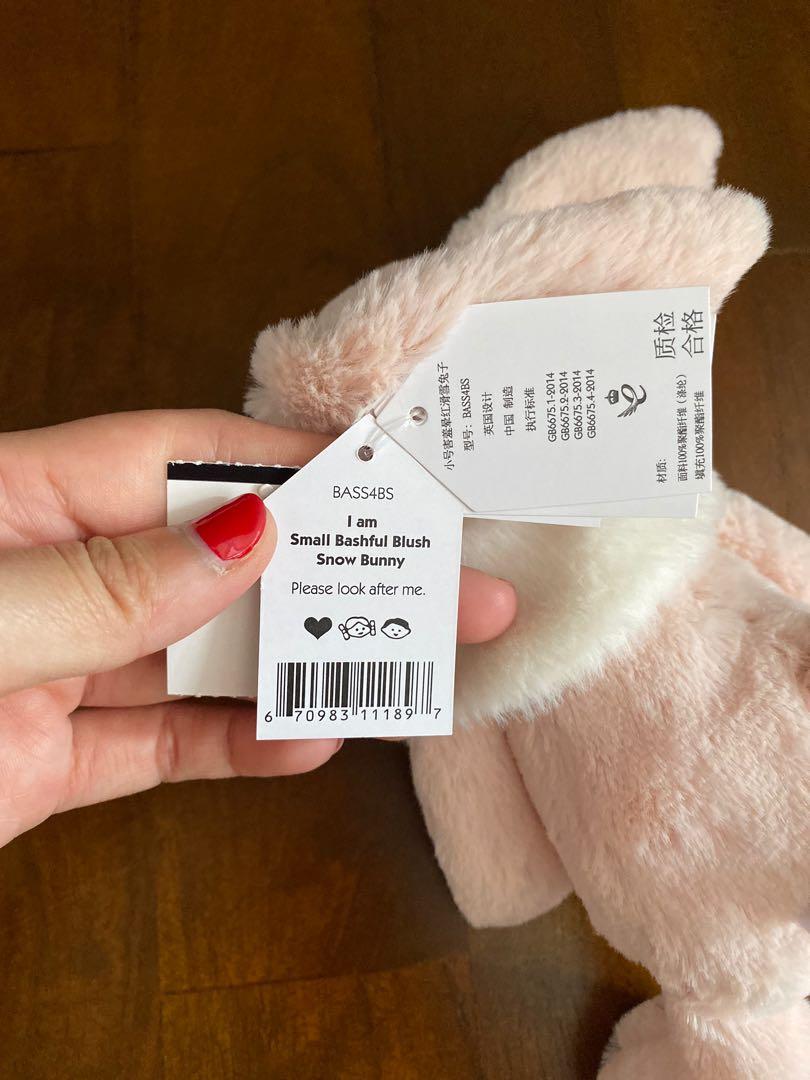 BASS4BS
I am
Small Bashful Blush
Snow Bunny
Please look after me.
6 70983 11189 7
小号害羞晕红滑雪兔子
型号：BASS4BS
英国设计
中国 制造
执行标准
GB6675.1-2014
GB6675.2-2014
GB6675.3-2014
GB6675.4-2014
质检
合格
材质：
面料100%聚酯纤维（涤纶）
填充100%聚酯纤维